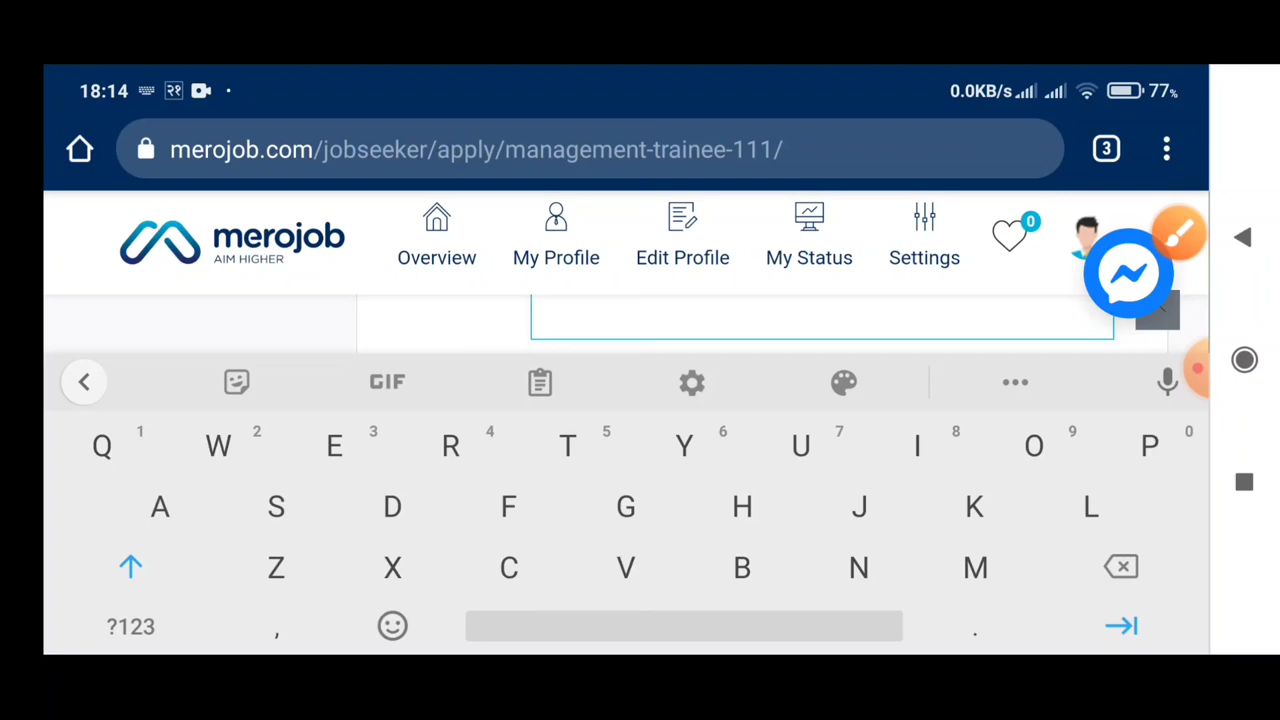 18:14 २१ 0.0KB/s 77%
merojob.com/jobseeker/apply/management-trainee-111/ 3
merojob
AIM HIGHER
Overview My Profile Edit Profile My Status Settings 0
GIF
Q 1 W 2 E 3 R 4 T 5 Y 6 U 7 I 8 O 9 P 0
A S D F G H J K L
Z X C V B N M
?123 , .